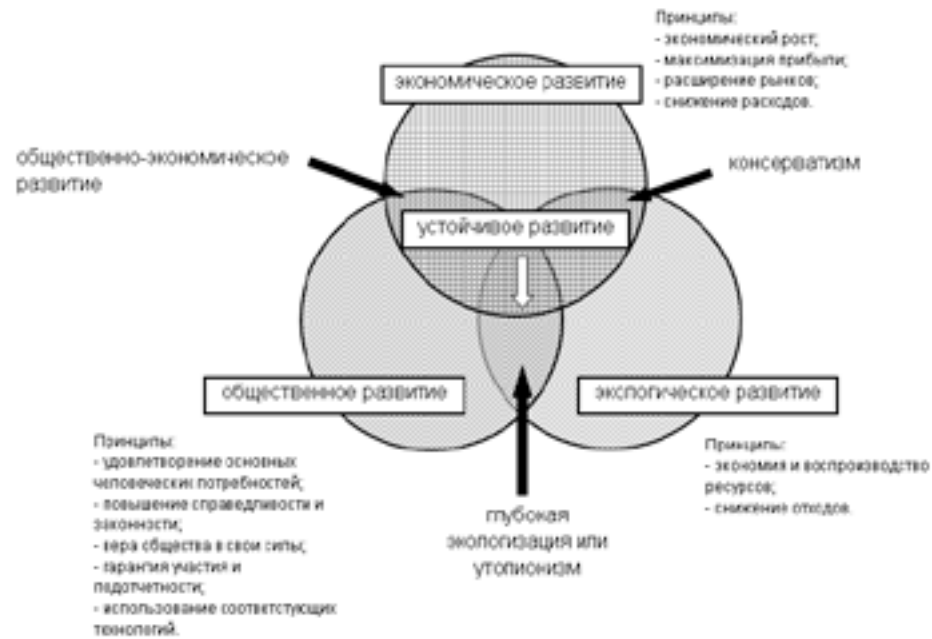 Принципы:
- экономический рост;
- максимизация прибыли;
- расширение рынков;
- снижение расходов.
экономическое развитие
общественно-экономическое
развитие
консерватизм
устойчивое развитие
общественное развитие
экслогическое развитие
Принципы:
- удовлетворение основных
человеческих потребностей;
- повышение справедливости и
законности;
- вера общества в свои силы;
- гарантия участия и
подотчетности;
- использование соответстующих
технологий.
Принципы:
- экономия и воспроизводство
ресурсов;
- снижение отходов.
глубокая
экологизация или
утопионизм